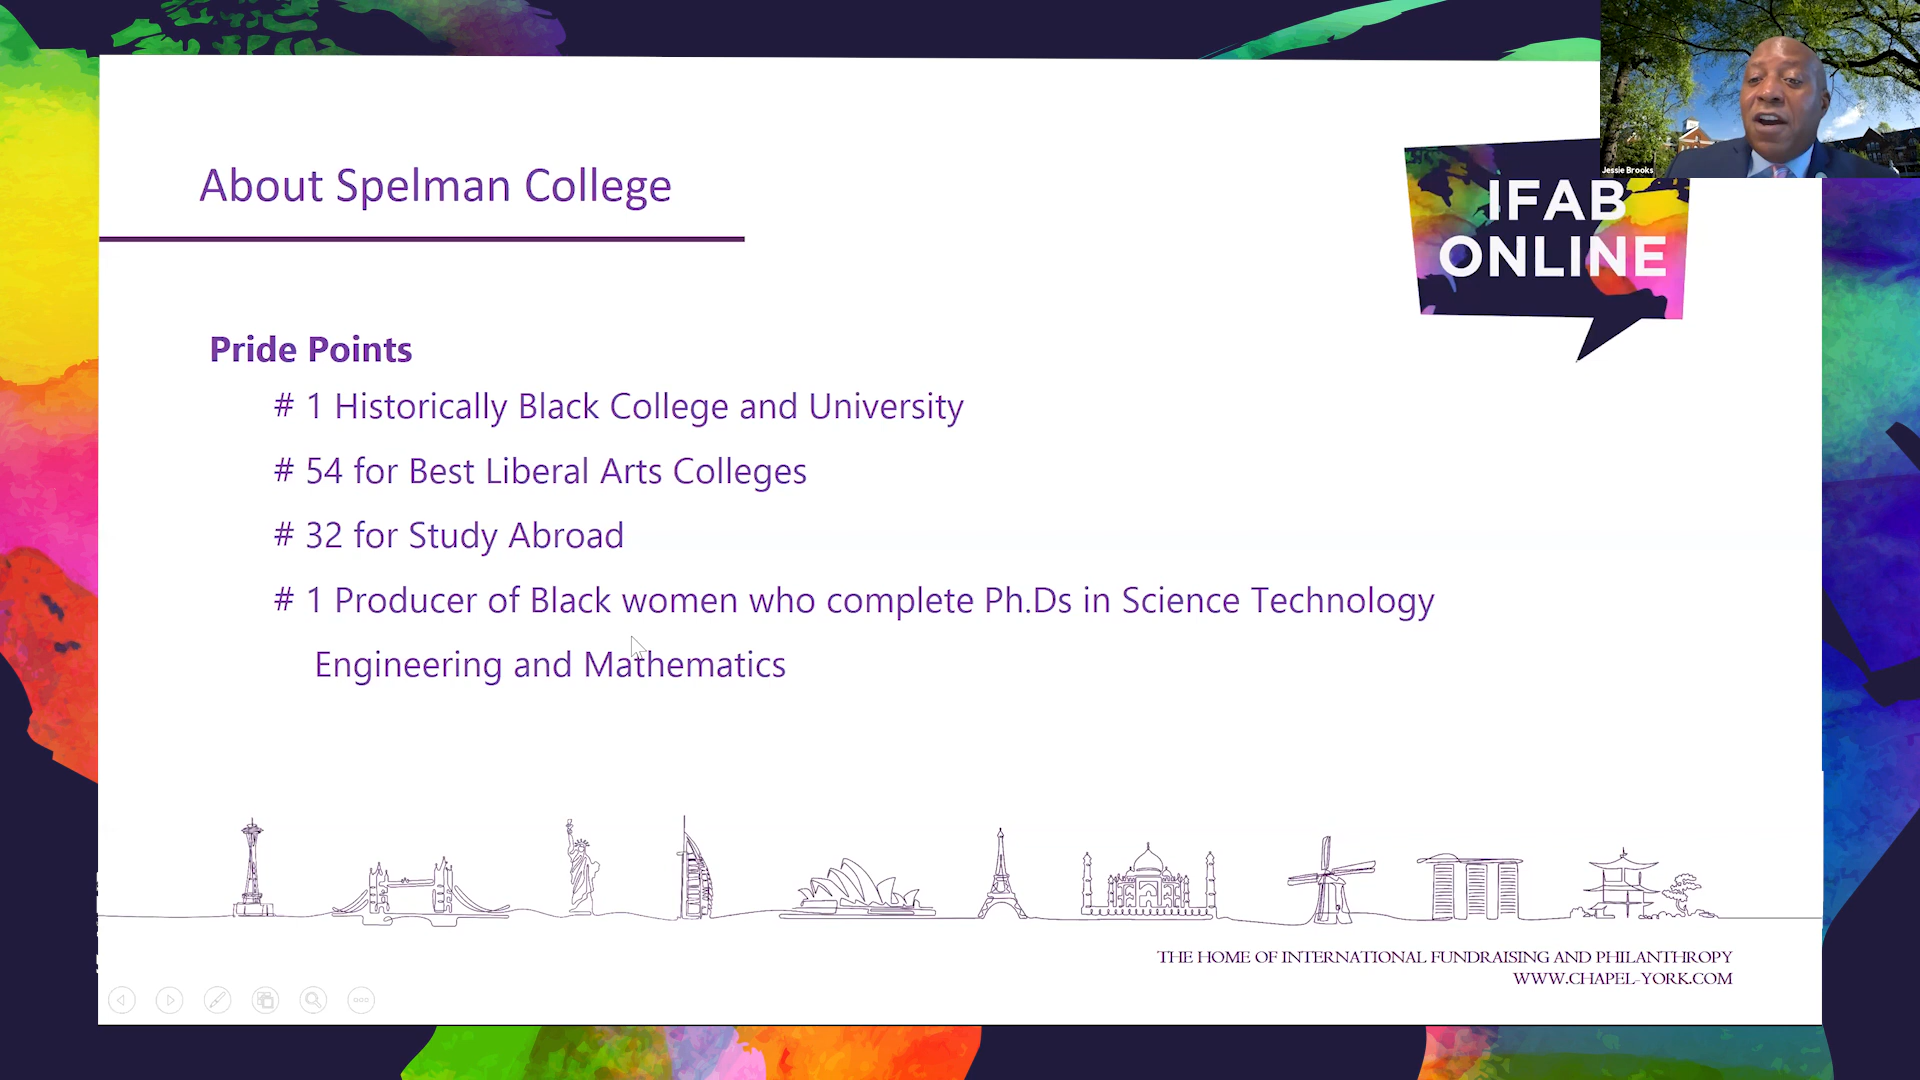 About Spelman College
Jessie Brooks
IFAB
ONLINE
Pride Points
# 1 Historically Black College and University
# 54 for Best Liberal Arts Colleges
# 32 for Study Abroad
# 1 Producer of Black women who complete Ph.Ds in Science Technology
Engineering and Mathematics
THE HOME OF INTERNATIONAL FUNDRAISING AND PHILANTHROPY
WWW.CHAPEL-YORK.COM